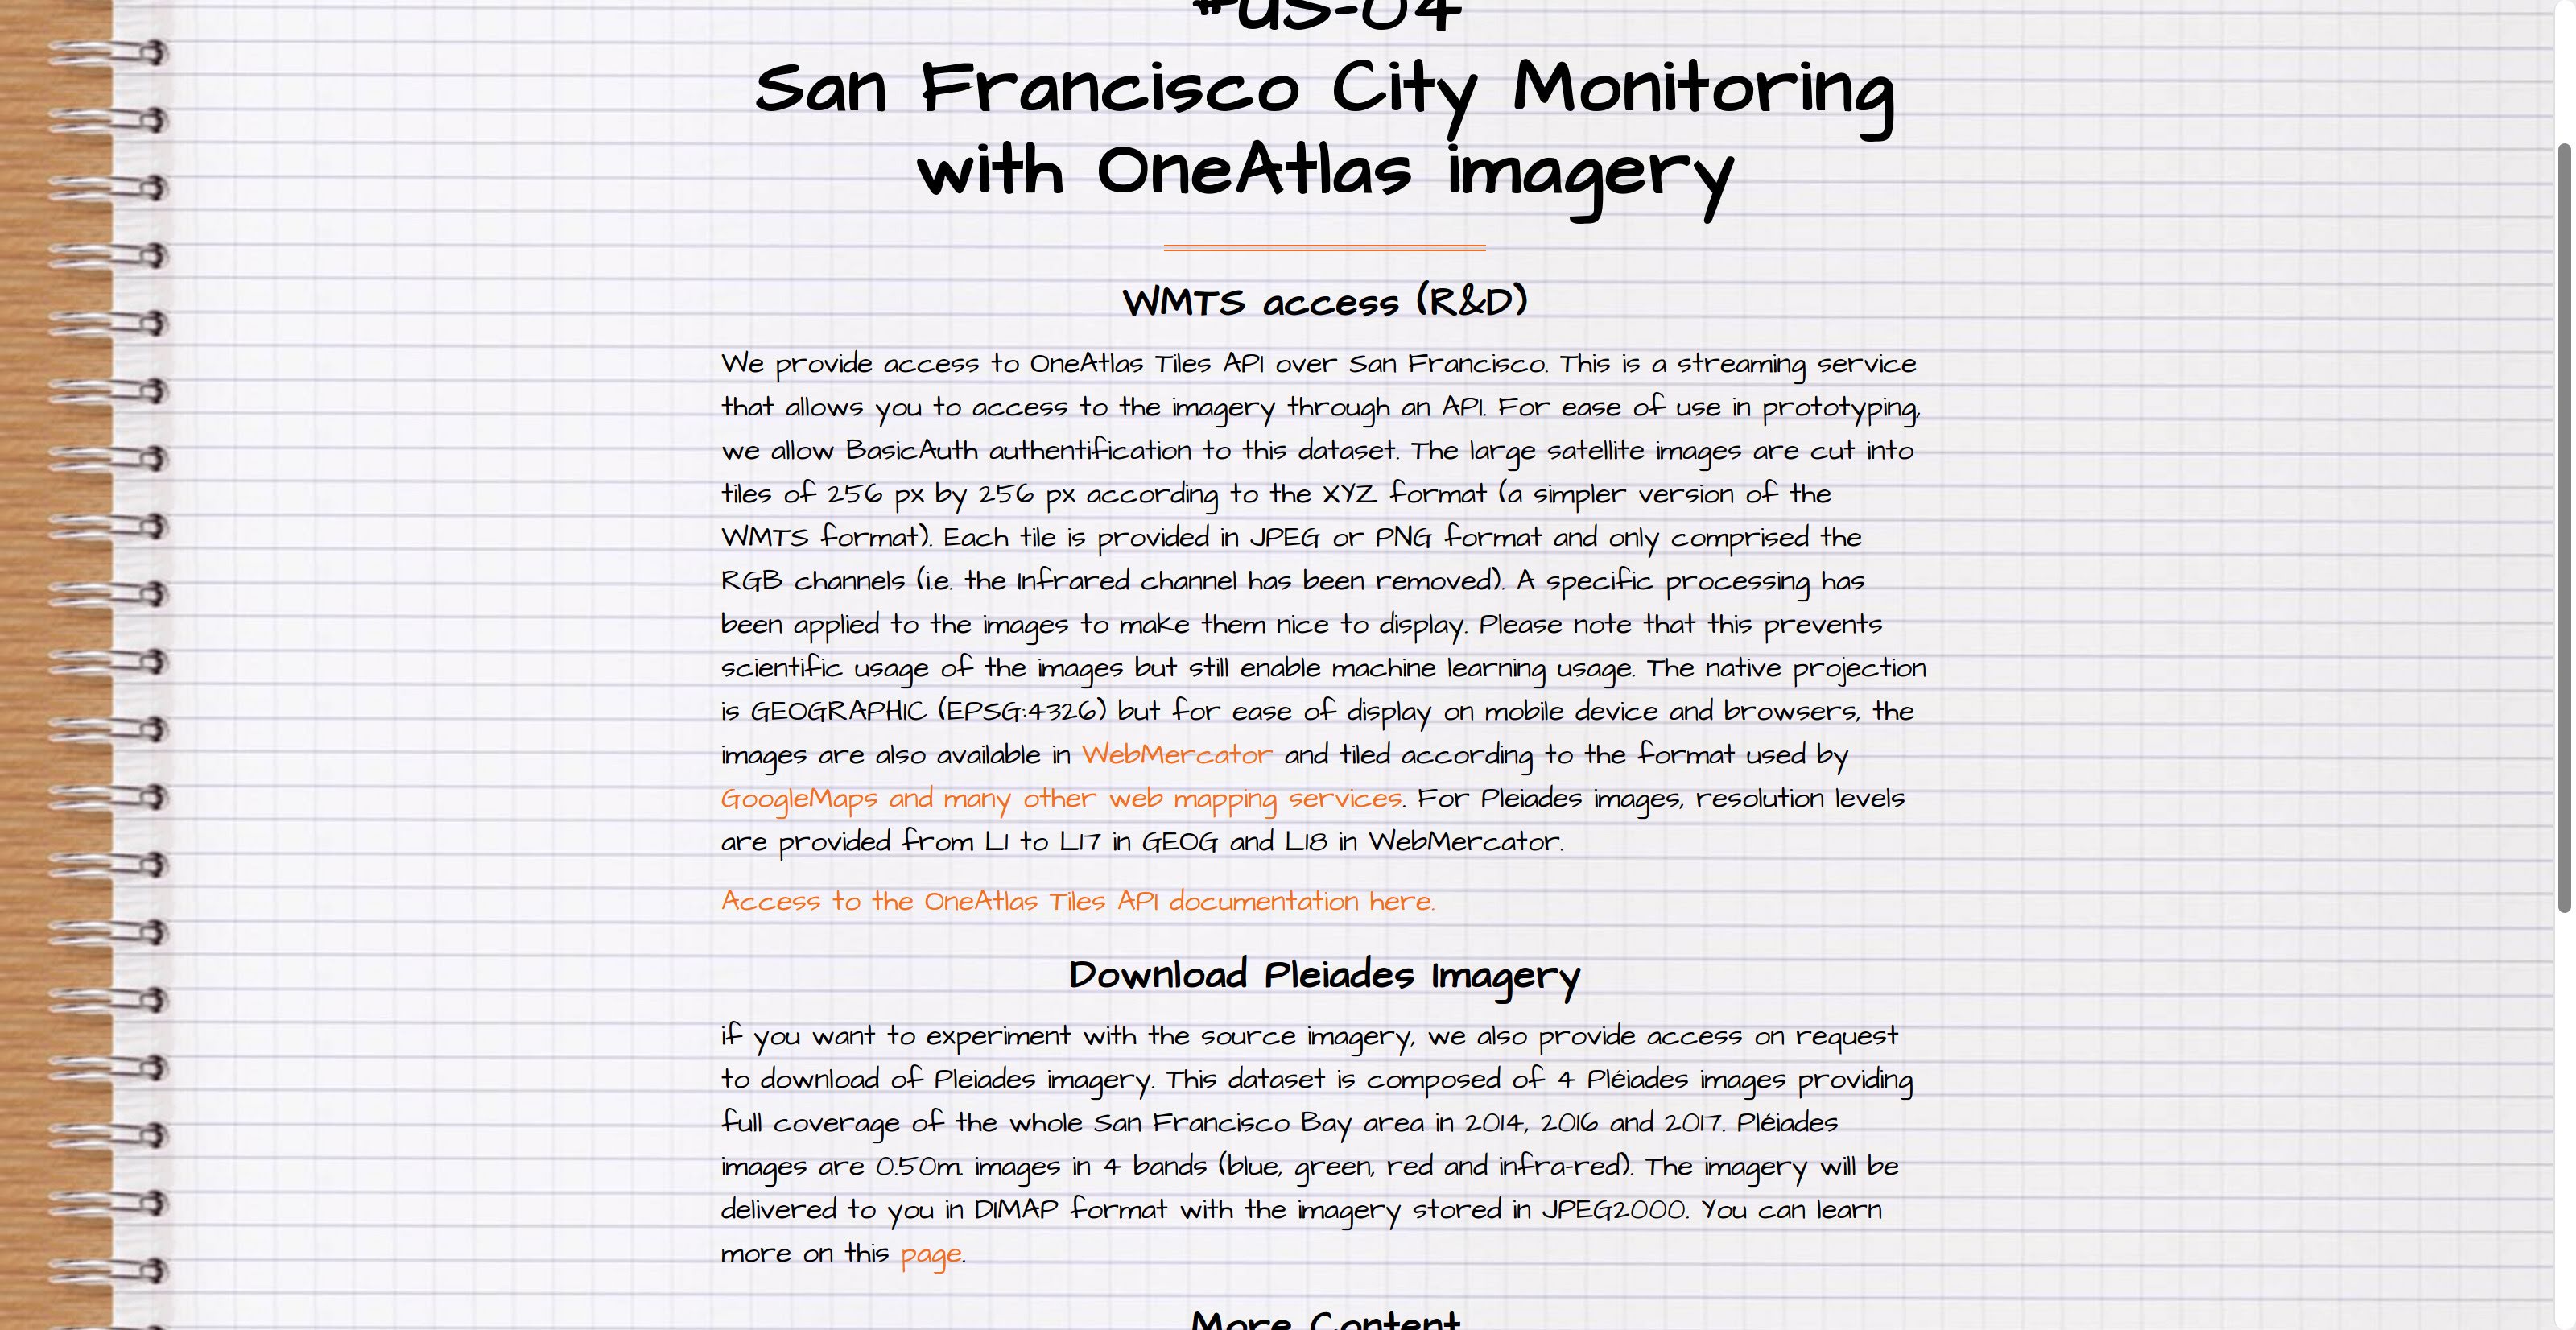 #US-04
San Francisco City Monitoring
with OneAtlas imagery
WMTS access (R&D)
We provide access to OneAtlas Tiles API over San Francisco. This is a streaming service
that allows you to access to the imagery through an API. For ease of use in prototyping,
we allow BasicAuth authentification to this dataset. The large satellite images are cut into
tiles of 256 px by 256 px according to the XYZ format (a simpler version of the
WMTS format). Each tile is provided in JPEG or PNG format and only comprised the
RGB channels (i.e. the Infrared channel has been removed). A specific processing has
been applied to the images to make them nice to display. Please note that this prevents
scientific usage of the images but still enable machine learning usage. The native projection
is GEOGRAPHIC (EPSG:4326) but for ease of display on mobile device and browsers, the
images are also available in WebMercator and tiled according to the format used by
GoogleMaps and many other web mapping services. For Pleiades images, resolution levels
are provided from L1 to L17 in GEOG and L18 in WebMercator.
Access to the OneAtlas Tiles API documentation here.
Download Pleiades Imagery
if you want to experiment with the source imagery, we also provide access on request
to download of Pleiades imagery. This dataset is composed of 4 Pléiades images providing
full coverage of the whole San Francisco Bay area in 2014, 2016 and 2017. Pléiades
images are 0.50m. images in 4 bands (blue, green, red and infra-red). The imagery will be
delivered to you in DIMAP format with the imagery stored in JPEG2000. You can learn
more on this page.
More Content